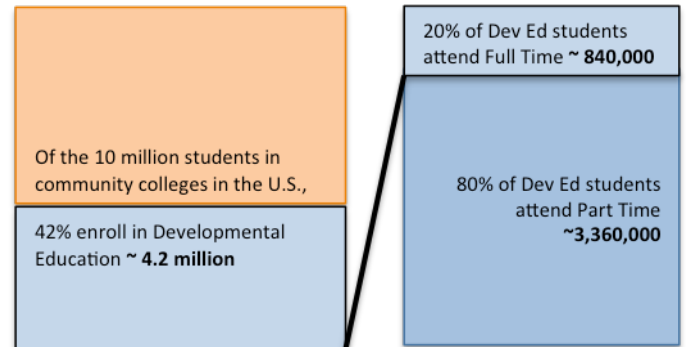 Of the 10 million students in
community colleges in the U.S.,
42% enroll in Developmental
Education ~ 4.2 million
20% of Dev Ed students
attend Full Time ~ 840,000
80% of Dev Ed students
attend Part Time
~3,360,000